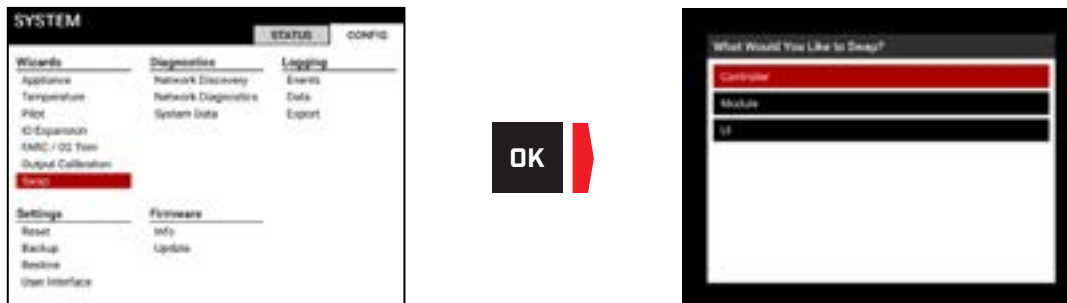 SYSTEM
STATUS CONFIG
Wizards Diagnostics Logging
Appliance Network Discovery Events
Temperature Network Diagnostics Data
Pilot System Data Export
IO Expansion
FARC / O2 Trim
Output Calibration
Swap
Settings Firmware
Reset Info
Backup Update
Restore
User Interface
OK
What Would You Like to Swap?
Controller
Module
UI